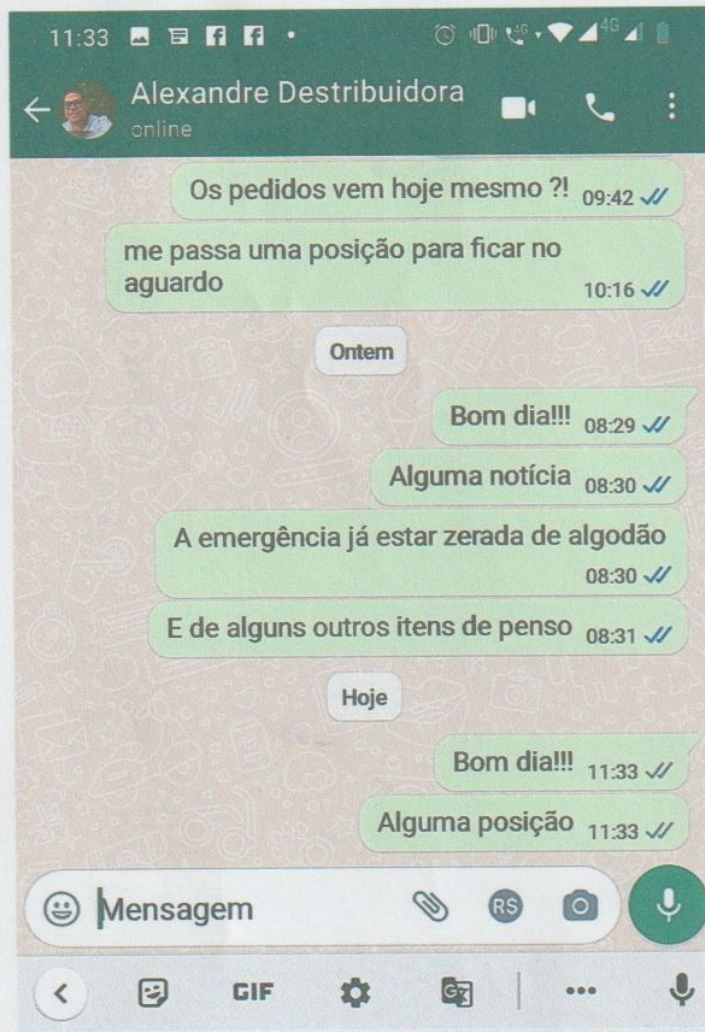 11:33
4G
4G
Alexandre Destribuidora
online
Os pedidos vem hoje mesmo ?! 09:42
me passa uma posição para ficar no
aguardo 10:16
Ontem
Bom dia!!! 08:29
Alguma notícia 08:30
A emergência já estar zerada de algodão
08:30
E de alguns outros itens de penso 08:31
Hoje
Bom dia!!! 11:33
Alguma posição 11:33
Mensagem R$
GIF